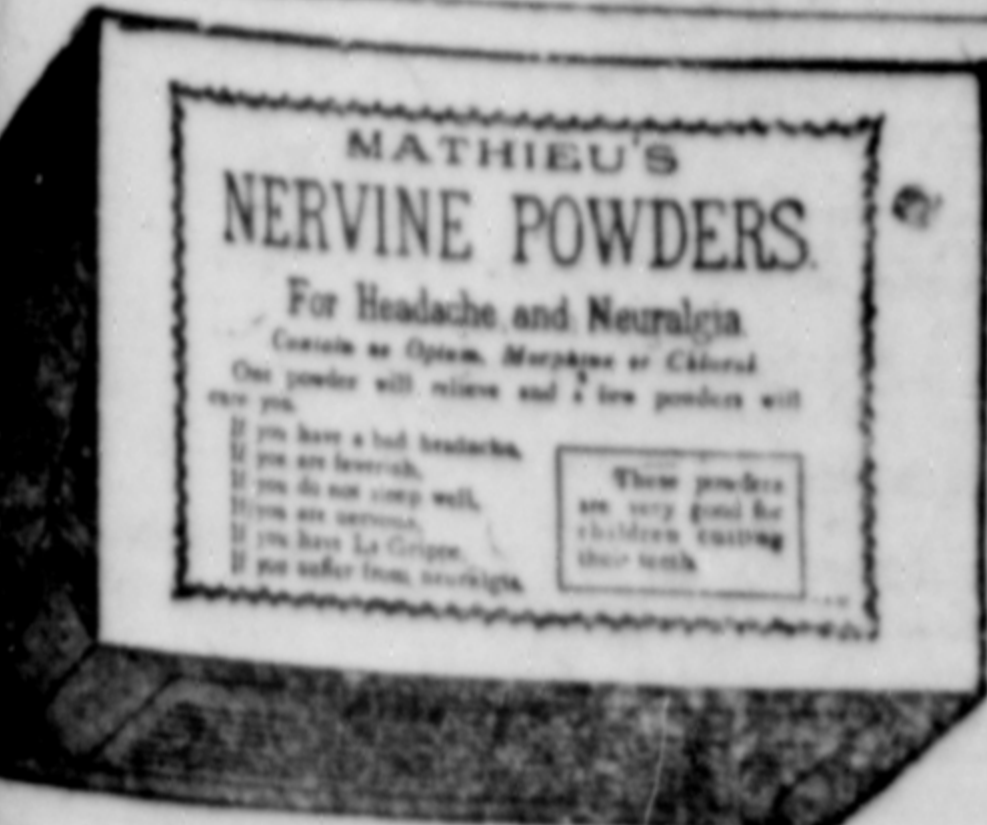 MATHIEU'S
NERVINE POWDERS.
For Headache and Neuralgia
Contain no Opium, Morphine or Chloral
One powder will relieve and a few powders will
cure you.
If you have a bad headache,
If you are feverish,
If you do not sleep well,
If you are nervous,
If you have La Grippe,
If you suffer from neuralgia,
These powders
are very good for
children cutting
their teeth.